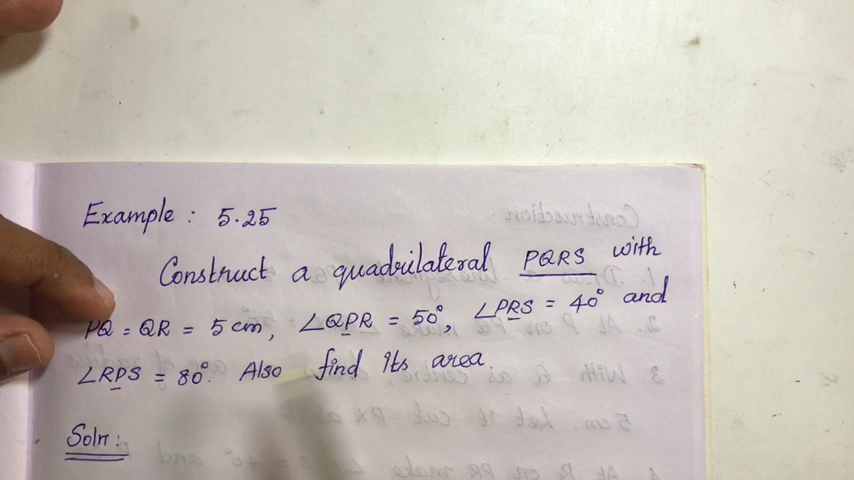 Example : 5.25
Construct a quadrilateral PQRS with
PQ = QR = 5 cm, ∠QPR = 50°, ∠PRS = 40° and
∠RPS = 80°. Also find its area.
Soln :